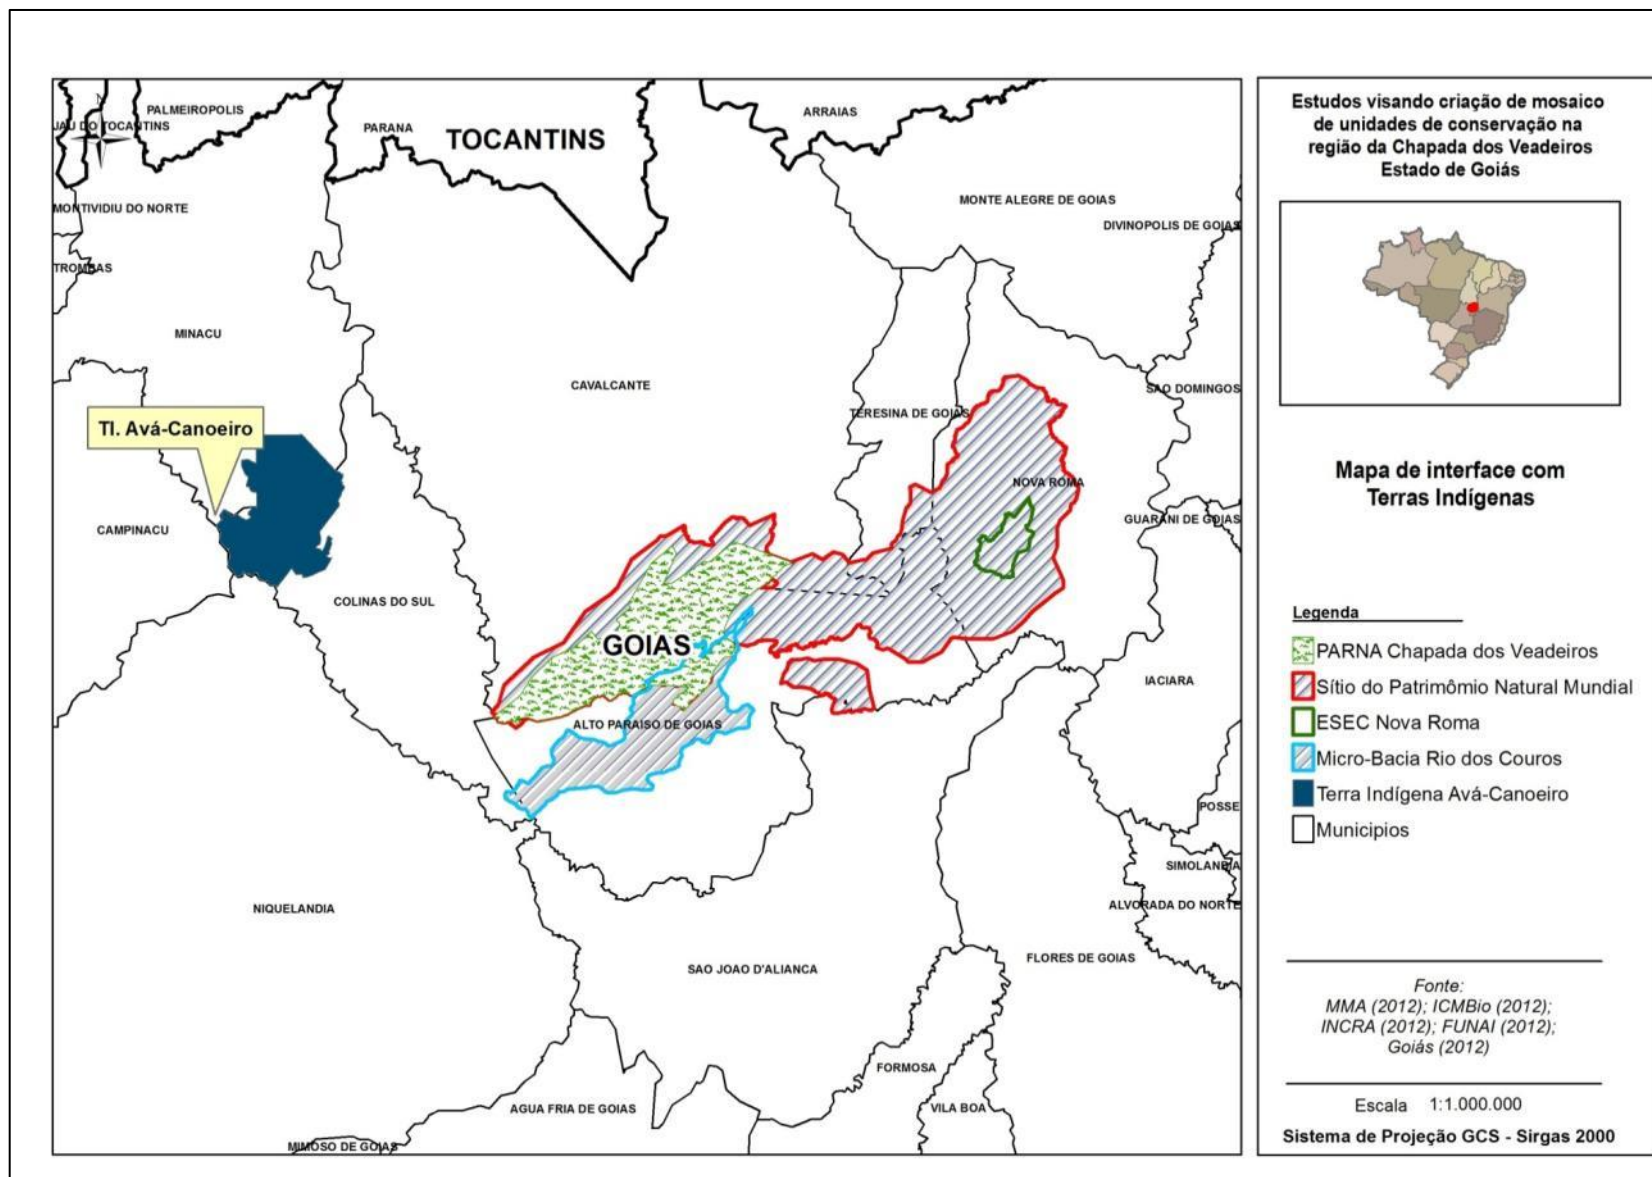 N
PALMEIROPOLIS
JAU DO TOCANTINS
PARANA
TOCANTINS
ARRAIAS
MONTIVIDIU DO NORTE
MONTE ALEGRE DE GOIAS
DIVINOPOLIS DE GOIAS
TROMBAS
MINACU
CAVALCANTE
SAO DOMINGOS
TERESINA DE GOIAS
TI. Avá-Canoeiro
NOVA ROMA
CAMPINACU
GUARANI DE GOIAS
COLINAS DO SUL
GOIAS
IACIARA
ALTO PARAISO DE GOIAS
POSSE
SIMOLANDIA
ALVORADA DO NORTE
NIQUELANDIA
FLORES DE GOIAS
SAO JOAO D'ALIANCA
FORMOSA
AGUA FRIA DE GOIAS
VILA BOA
MIMOSO DE GOIAS
Estudos visando criação de mosaico
de unidades de conservação na
região da Chapada dos Veadeiros
Estado de Goiás
Mapa de interface com
Terras Indígenas
Legenda
PARNA Chapada dos Veadeiros
Sítio do Patrimômio Natural Mundial
ESEC Nova Roma
Micro-Bacia Rio dos Couros
Terra Indígena Avá-Canoeiro
Municipios
Fonte:
MMA (2012); ICMBio (2012);
INCRA (2012); FUNAI (2012);
Goiás (2012)
Escala 1:1.000.000
Sistema de Projeção GCS - Sirgas 2000